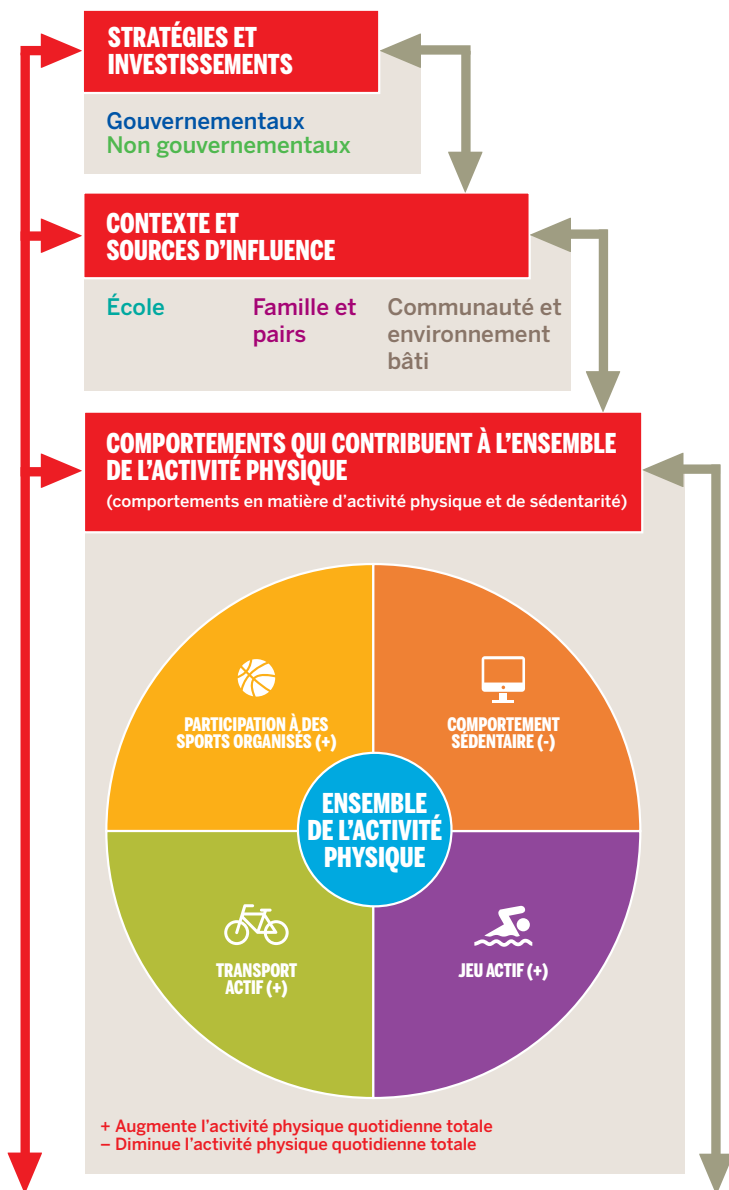 STRATÉGIES ET
INVESTISSEMENTS
Gouvernementaux
Non gouvernementaux
CONTEXTE ET
SOURCES D'INFLUENCE
École
Famille et
pairs
Communauté et
environnement
bâti
COMPORTEMENTS QUI CONTRIBUENT À L'ENSEMBLE
DE L'ACTIVITÉ PHYSIQUE
(comportements en matière d'activité physique et de sédentarité)
PARTICIPATION À DES
SPORTS ORGANISÉS (+)
COMPORTEMENT
SÉDENTAIRE (-)
ENSEMBLE
DE L'ACTIVITÉ
PHYSIQUE
TRANSPORT
ACTIF (+)
JEU ACTIF (+)
+ Augmente l'activité physique quotidienne totale
– Diminue l'activité physique quotidienne totale